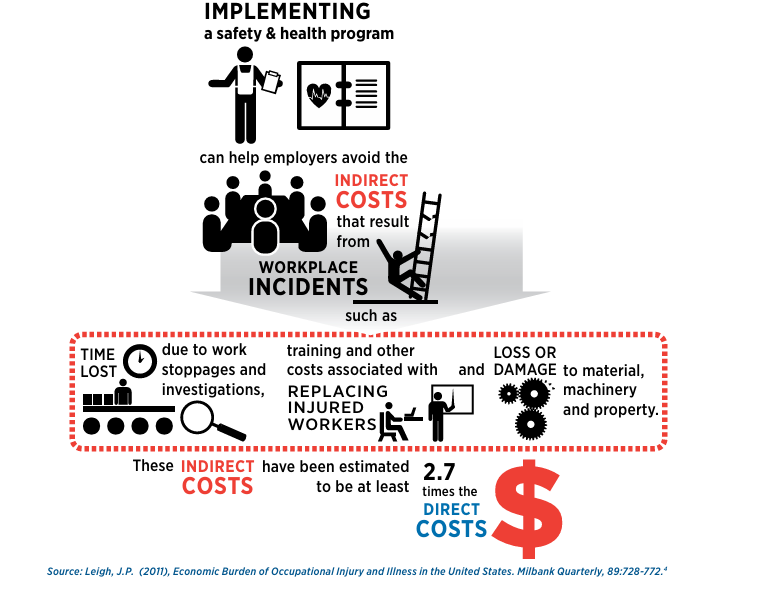 IMPLEMENTING
a safety & health program
can help employers avoid the
INDIRECT
COSTS
that result
from
WORKPLACE
INCIDENTS
such as
TIME
LOST
due to work
stoppages and
investigations,
training and other
costs associated with
REPLACING
INJURED
WORKERS
and
LOSS OR
DAMAGE
to material,
machinery
and property.
These INDIRECT
COSTS
have been estimated
to be at least
2.7
times the
DIRECT
COSTS
$
Source: Leigh, J.P. (2011), Economic Burden of Occupational Injury and Illness in the United States. Milbank Quarterly, 89:728-772.⁴